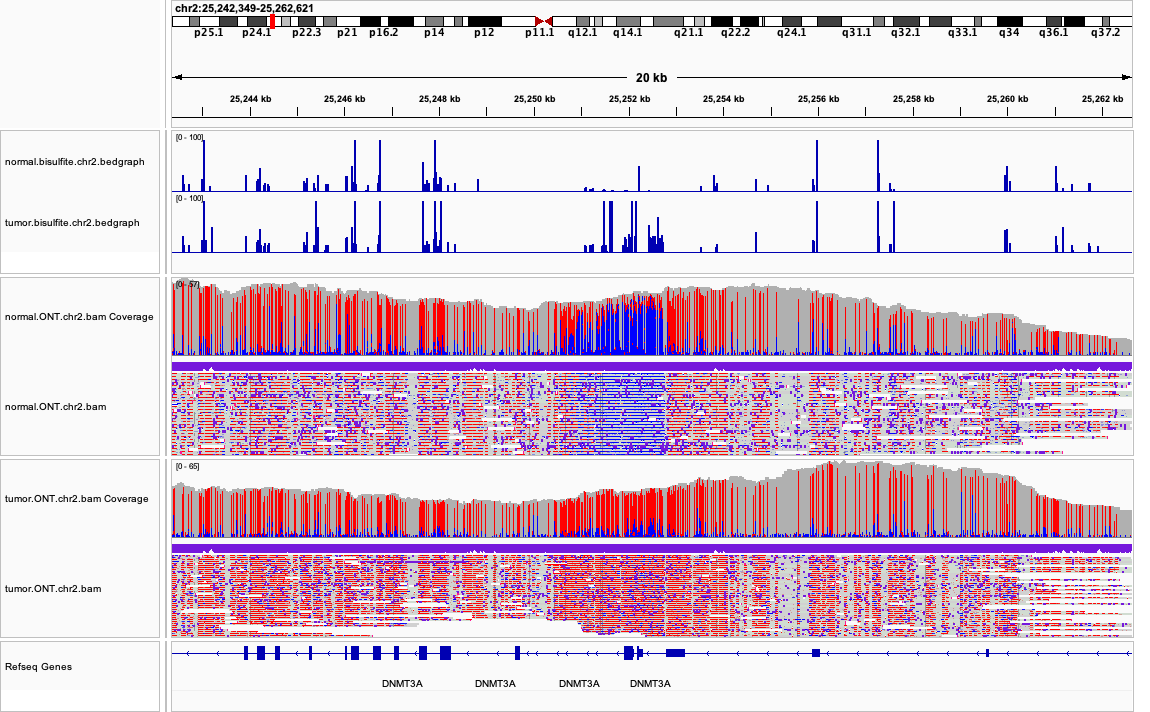 chr2:25,242,349-25,262,621
p25.1 p24.1 p22.3 p21 p16.2 p14 p12 p11.1 q12.1 q14.1 q21.1 q22.2 q24.1 q31.1 q32.1 q33.1 q34 q36.1 q37.2
20 kb
25,244 kb 25,246 kb 25,248 kb 25,250 kb 25,252 kb 25,254 kb 25,256 kb 25,258 kb 25,260 kb 25,262 kb
[0 - 100]
normal.bisulfite.chr2.bedgraph
[0 - 100]
tumor.bisulfite.chr2.bedgraph
[0 - 57]
normal.ONT.chr2.bam Coverage
normal.ONT.chr2.bam
[0 - 65]
tumor.ONT.chr2.bam Coverage
tumor.ONT.chr2.bam
Refseq Genes
DNMT3A DNMT3A DNMT3A DNMT3A